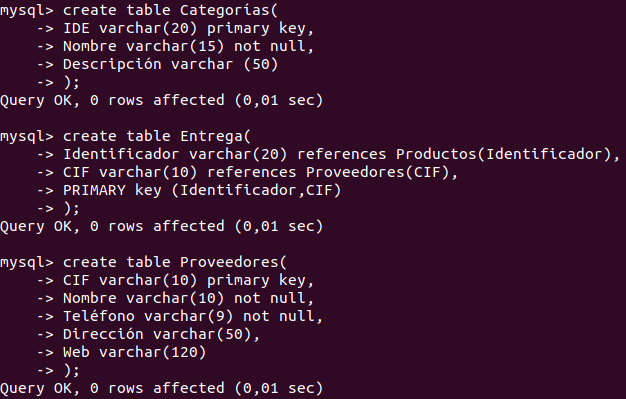 mysql> create table Categorías(
    -> IDE varchar(20) primary key,
    -> Nombre varchar(15) not null,
    -> Descripción varchar (50)
    -> );
Query OK, 0 rows affected (0,01 sec)

mysql> create table Entrega(
    -> Identificador varchar(20) references Productos(Identificador),
    -> CIF varchar(10) references Proveedores(CIF),
    -> PRIMARY key (Identificador,CIF)
    -> );
Query OK, 0 rows affected (0,01 sec)

mysql> create table Proveedores(
    -> CIF varchar(10) primary key,
    -> Nombre varchar(10) not null,
    -> Teléfono varchar(9) not null,
    -> Dirección varchar(50),
    -> Web varchar(120)
    -> );
Query OK, 0 rows affected (0,01 sec)